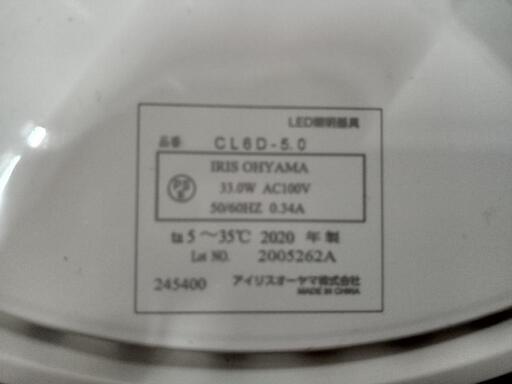 LED照明器具
品番 CL6D-5.0
IRIS OHYAMA
PSE
33.0W AC100V
50/60HZ 0.34A
ta 5～35℃ 2020 年製
Lot NO. 2005262A
245400 アイリスオーヤマ株式会社
MADE IN CHINA